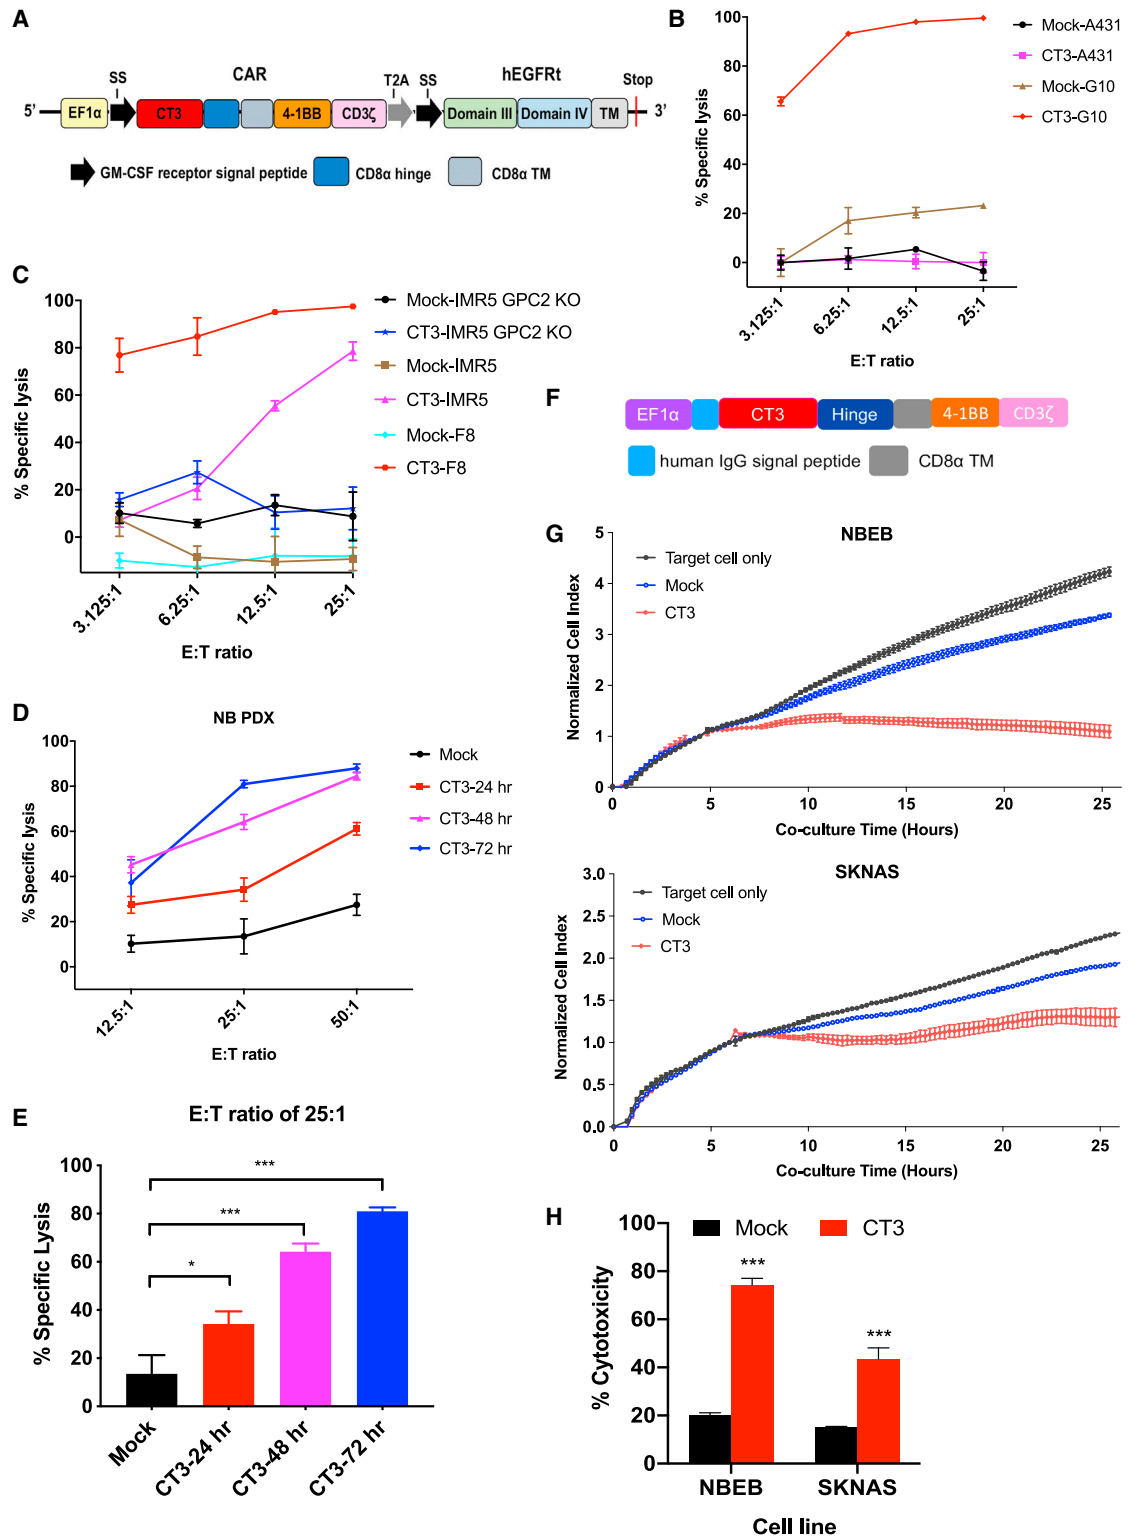 A
SS
CAR
T2A
SS
hEGFRt
Stop
5’
EF1α
CT3
4-1BB
CD3ζ
Domain III
Domain IV
TM
3’
GM-CSF receptor signal peptide
CD8α hinge
CD8α TM
B
% Specific lysis
100
80
60
40
20
0
3.125:1
6.25:1
12.5:1
25:1
E:T ratio
Mock-A431
CT3-A431
Mock-G10
CT3-G10
C
% Specific lysis
100
80
60
40
20
0
3.125:1
6.25:1
12.5:1
25:1
E:T ratio
Mock-IMR5 GPC2 KO
CT3-IMR5 GPC2 KO
Mock-IMR5
CT3-IMR5
Mock-F8
CT3-F8
D
NB PDX
% Specific lysis
100
80
60
40
20
0
12.5:1
25:1
50:1
E:T ratio
Mock
CT3-24 hr
CT3-48 hr
CT3-72 hr
E
E:T ratio of 25:1
% Specific Lysis
100
80
60
40
20
0
***
***
*
Mock
CT3-24 hr
CT3-48 hr
CT3-72 hr
F
EF1α
CT3
Hinge
4-1BB
CD3ζ
human IgG signal peptide
CD8α TM
G
NBEB
Normalized Cell Index
5
4
3
2
1
0
0
5
10
15
20
25
Co-culture Time (Hours)
Target cell only
Mock
CT3
SKNAS
Normalized Cell Index
3.0
2.5
2.0
1.5
1.0
0.5
0.0
0
5
10
15
20
25
Co-culture Time (Hours)
Target cell only
Mock
CT3
H
% Cytotoxicity
100
80
60
40
20
0
Mock
CT3
***
***
NBEB
SKNAS
Cell line